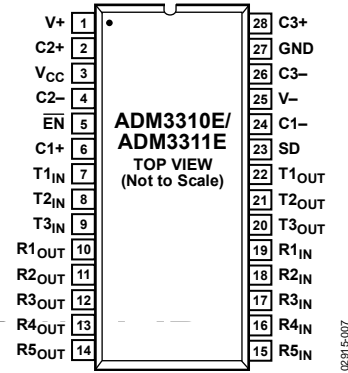 V+ 1 28 C3+
C2+ 2 27 GND
VCC 3 26 C3–
C2– 4 25 V–
EN 5 24 C1–
C1+ 6 23 SD
T1IN 7 22 T1OUT
T2IN 8 21 T2OUT
T3IN 9 20 T3OUT
R1OUT 10 19 R1IN
R2OUT 11 18 R2IN
R3OUT 12 17 R3IN
R4OUT 13 16 R4IN
R5OUT 14 15 R5IN
ADM3310E/
ADM3311E
TOP VIEW
(Not to Scale)
02915-007